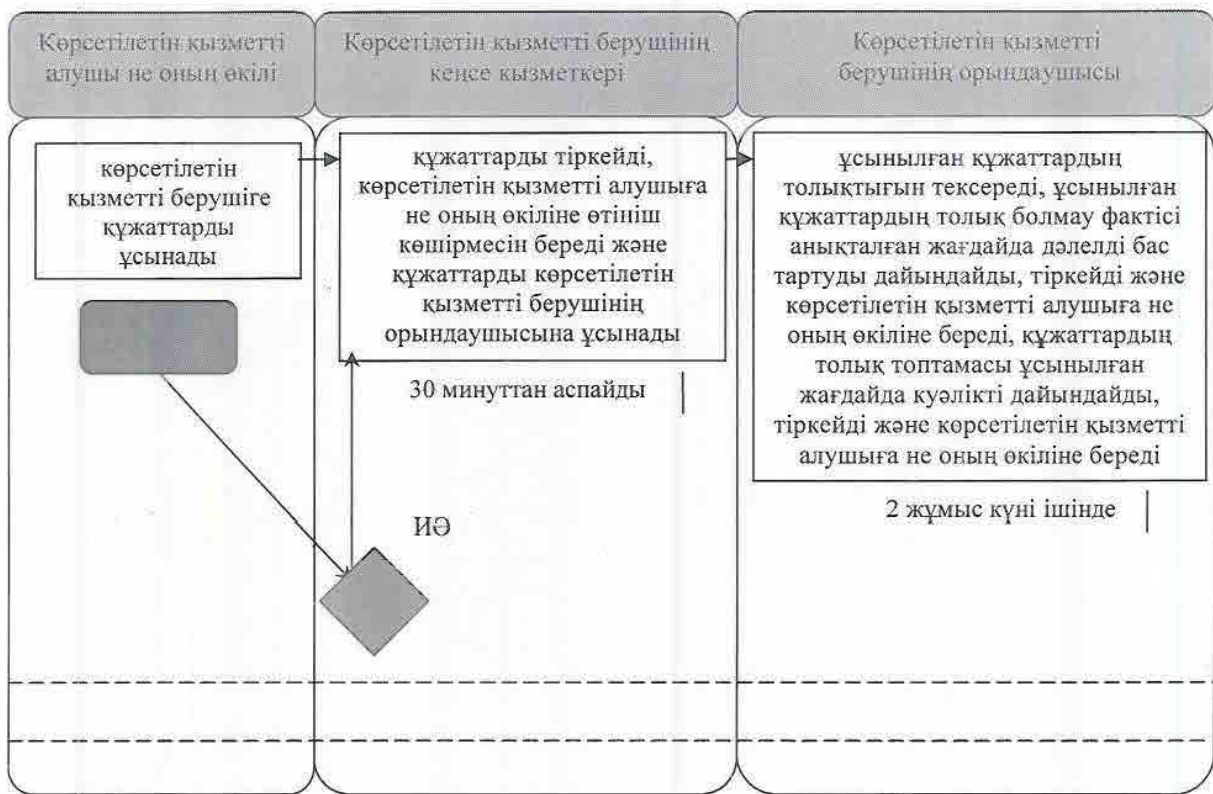 Көрсетілетін қызметті
алушы не оның өкілі
Көрсетілетін қызметті берушінің
кеңсе қызметкері
Көрсетілетін қызметті
берушінің орындаушысы
көрсетілетін
қызметті берушіге
құжаттарды
ұсынады
құжаттарды тіркейді,
көрсетілетін қызметті алушыға
не оның өкіліне өтініш
көшірмесін береді және
құжаттарды көрсетілетін
қызметті берушінің
орындаушысына ұсынады
30 минуттан аспайды
ұсынылған құжаттардың
толықтығын тексереді, ұсынылған
құжаттардың толық болмау фактісі
анықталған жағдайда дәлелді бас
тартуды дайындайды, тіркейді және
көрсетілетін қызметті алушыға не
оның өкіліне береді, құжаттардың
толық топтамасы ұсынылған
жағдайда куәлікті дайындайды,
тіркейді және көрсетілетін қызметті
алушыға не оның өкіліне береді
2 жұмыс күні ішінде
ИӘ